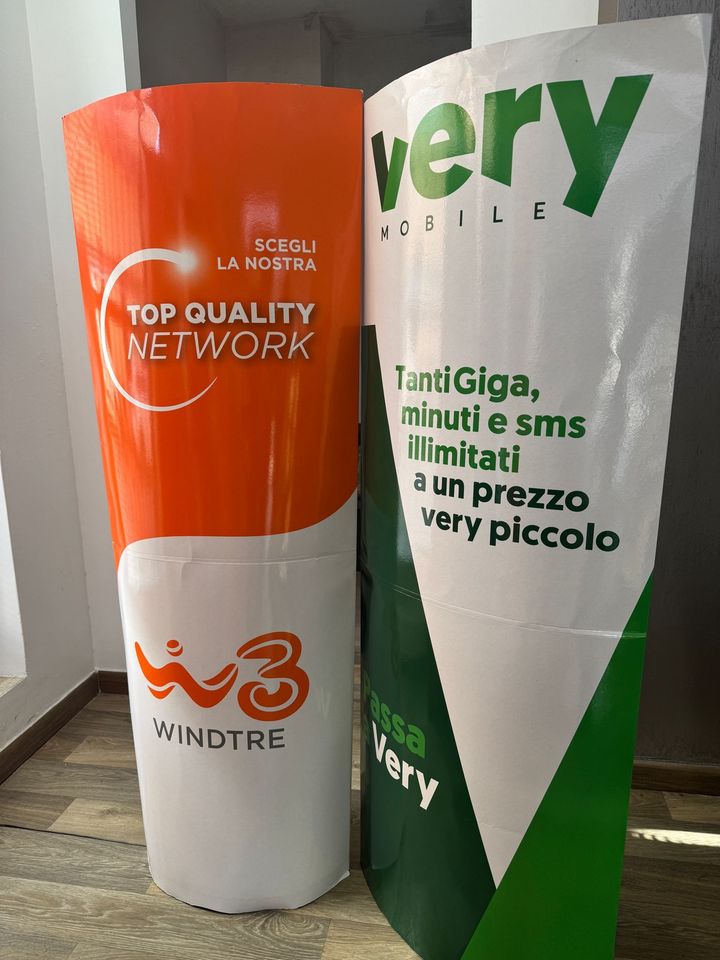 SCEGLI
LA NOSTRA
TOP QUALITY
NETWORK
WINDTRE
very
MOBILE
TantiGiga,
minuti e sms
illimitati
a un prezzo
very piccolo
Passa
Very